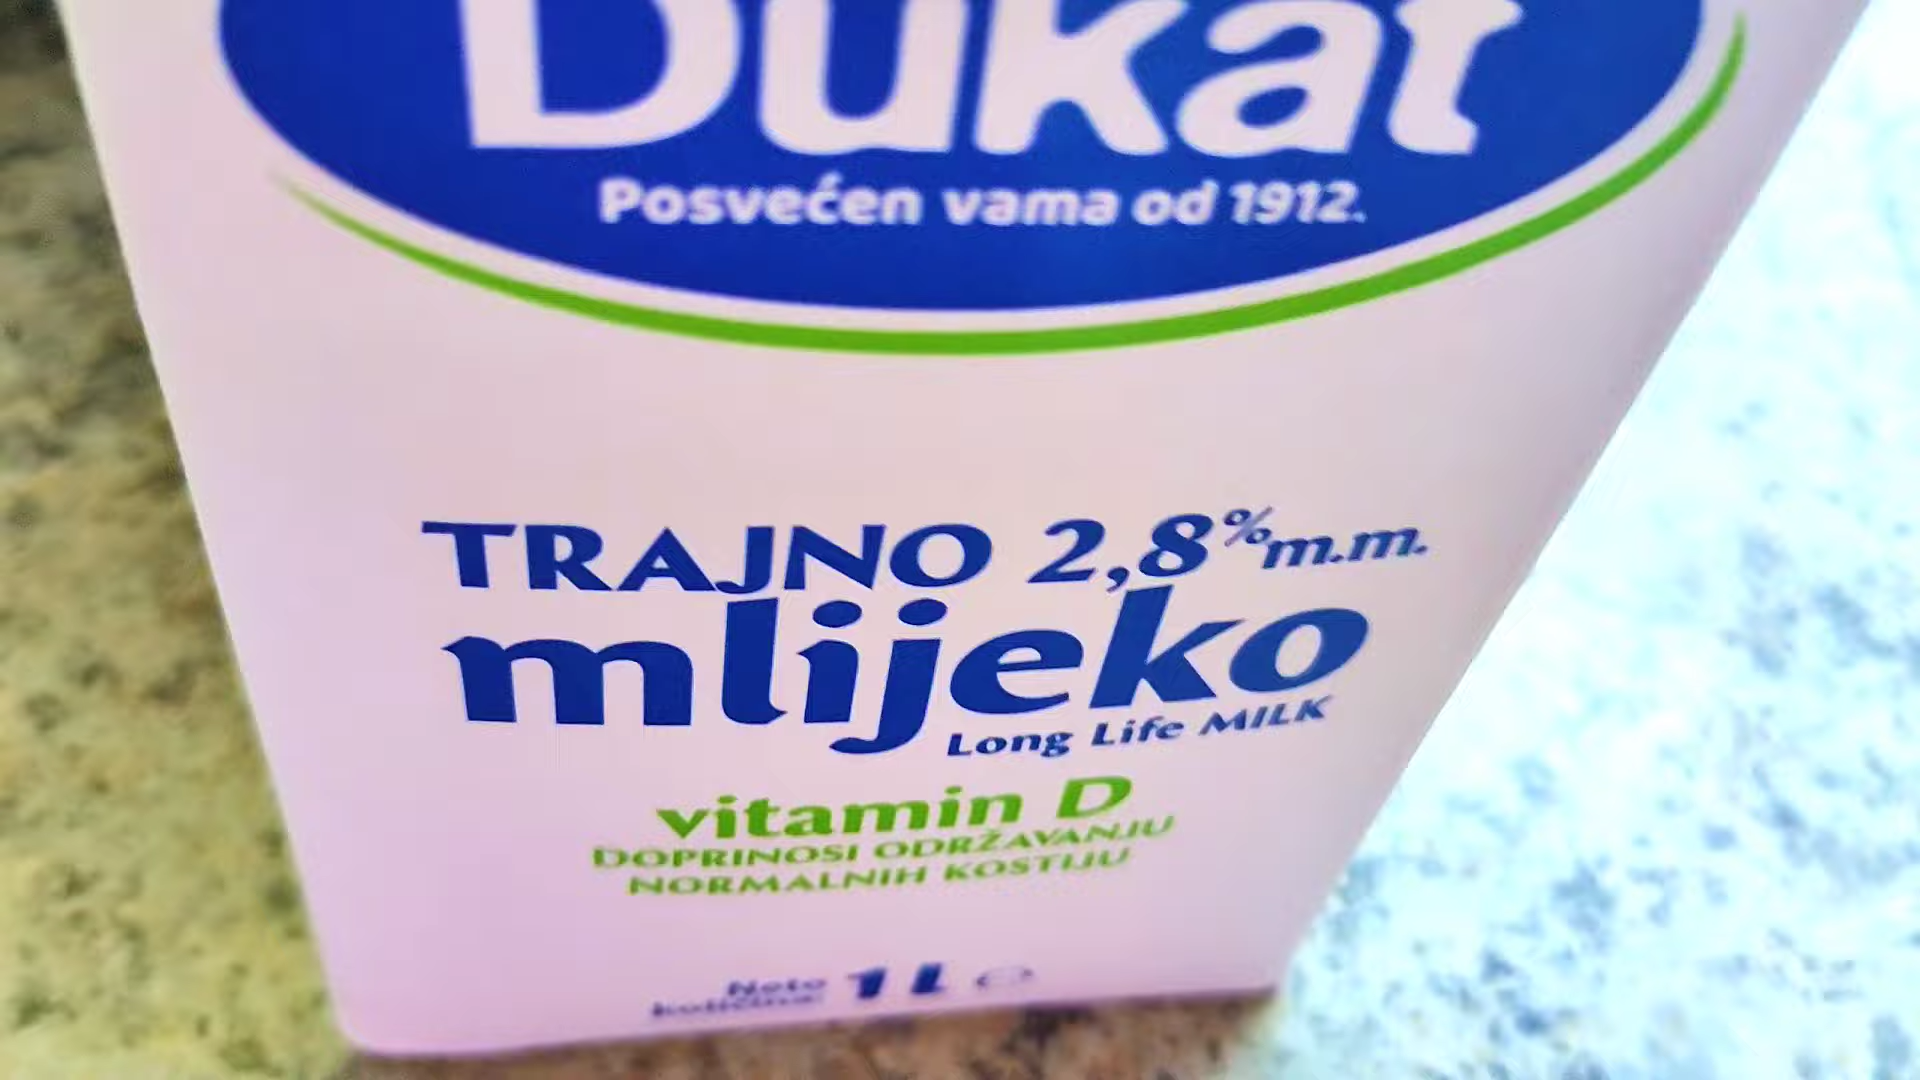 Dukat
Posvećen vama od 1912.
TRAJNO 2,8% m.m.
mlijeko
Long Life MILK
vitamin D
DOPRINOSI ODRŽAVANJU
NORMALNIH KOSTIJU
Neto
količina: 1 L ℮